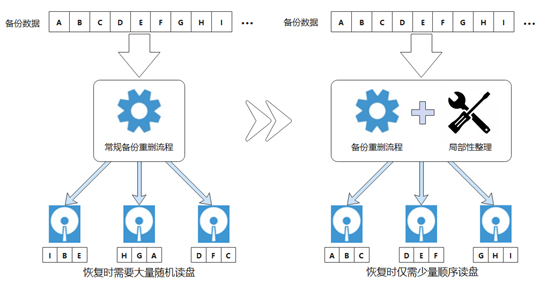 备份数据 A B C D E F G H I ...
备份数据 A B C D E F G H I ...
常规备份重删流程
备份重删流程
局部性整理
I B E
H G A
D F C
A B C
D E F
G H I
恢复时需要大量随机读盘
恢复时仅需少量顺序读盘